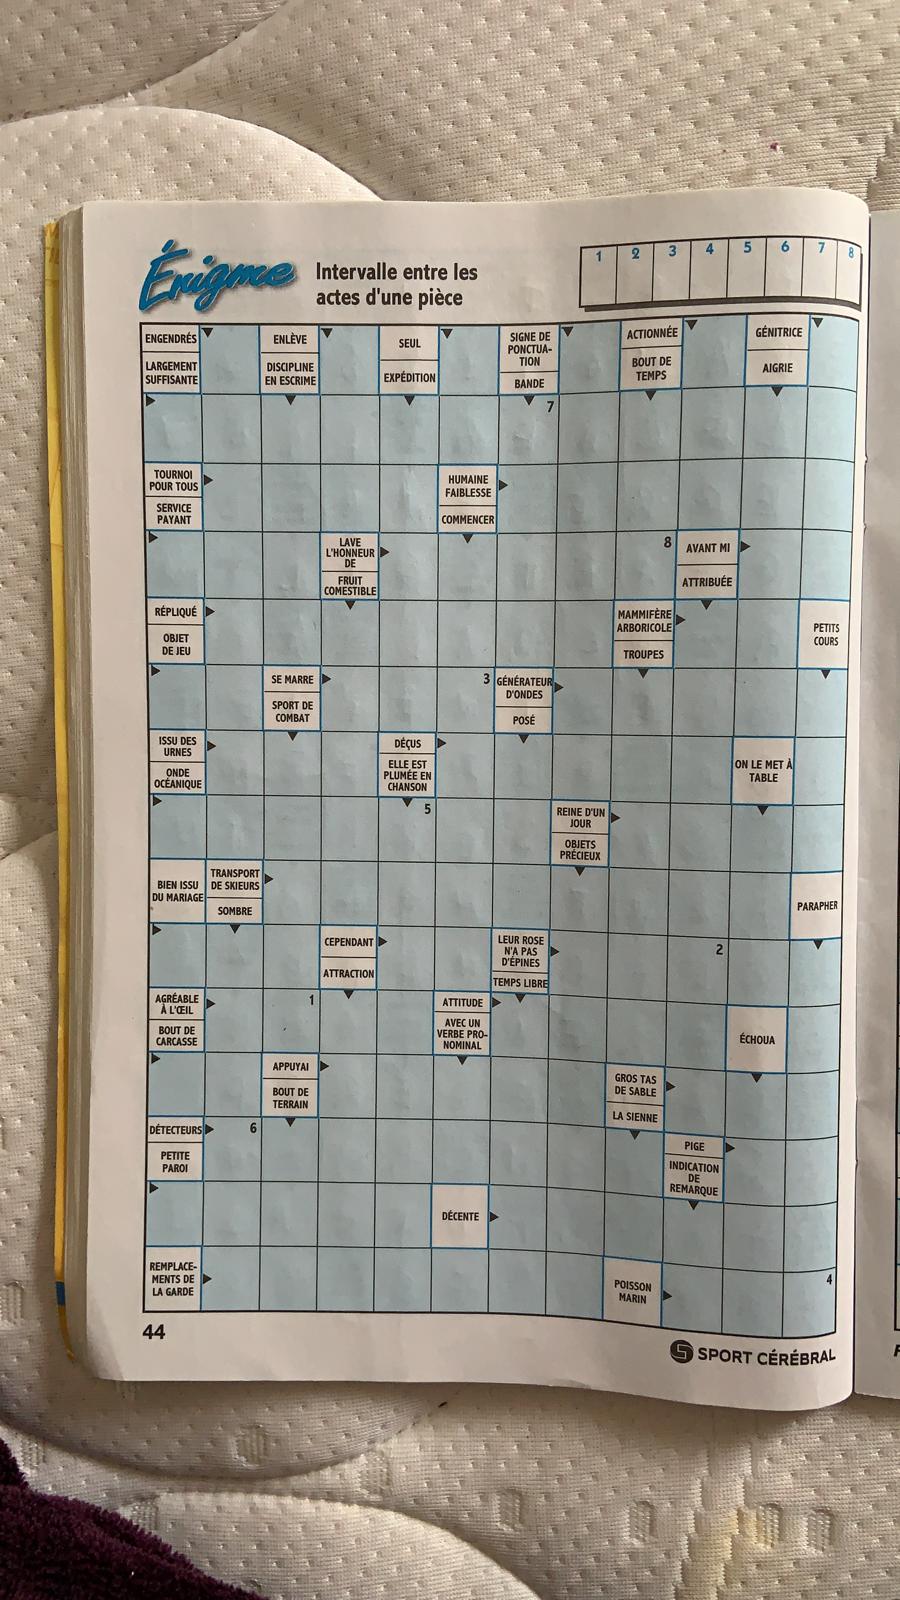 Énigme
Intervalle entre les
actes d'une pièce
1 2 3 4 5 6 7 8
ENGENDRÉS
LARGEMENT
SUFFISANTE
ENLÈVE
DISCIPLINE
EN ESCRIME
SEUL
EXPÉDITION
SIGNE DE
PONCTUA-
TION
BANDE
ACTIONNÉE
BOUT DE
TEMPS
GÉNITRICE
AIGRIE
7
TOURNOI
POUR TOUS
SERVICE
PAYANT
HUMAINE
FAIBLESSE
COMMENCER
LAVE
L'HONNEUR
DE
FRUIT
COMESTIBLE
8
AVANT MI
ATTRIBUÉE
RÉPLIQUÉ
OBJET
DE JEU
MAMMIFÈRE
ARBORICOLE
TROUPES
PETITS
COURS
SE MARRE
SPORT DE
COMBAT
3
GÉNÉRATEUR
D'ONDES
POSÉ
ISSU DES
URNES
ONDE
OCÉANIQUE
DÉÇUS
ELLE EST
PLUMÉE EN
CHANSON
ON LE MET À
TABLE
5
REINE D'UN
JOUR
OBJETS
PRÉCIEUX
BIEN ISSU
DU MARIAGE
TRANSPORT
DE SKIEURS
SOMBRE
PARAPHER
CEPENDANT
ATTRACTION
LEUR ROSE
N'A PAS
D'ÉPINES
TEMPS LIBRE
2
AGRÉABLE
À L'ŒIL
BOUT DE
CARCASSE
1
ATTITUDE
AVEC UN
VERBE PRO-
NOMINAL
ÉCHOUA
APPUYAI
BOUT DE
TERRAIN
GROS TAS
DE SABLE
LA SIENNE
DÉTECTEURS
PETITE
PAROI
6
PIGE
INDICATION
DE
REMARQUE
DÉCENTE
REMPLACE-
MENTS DE
LA GARDE
POISSON
MARIN
4
44
SPORT CÉRÉBRAL